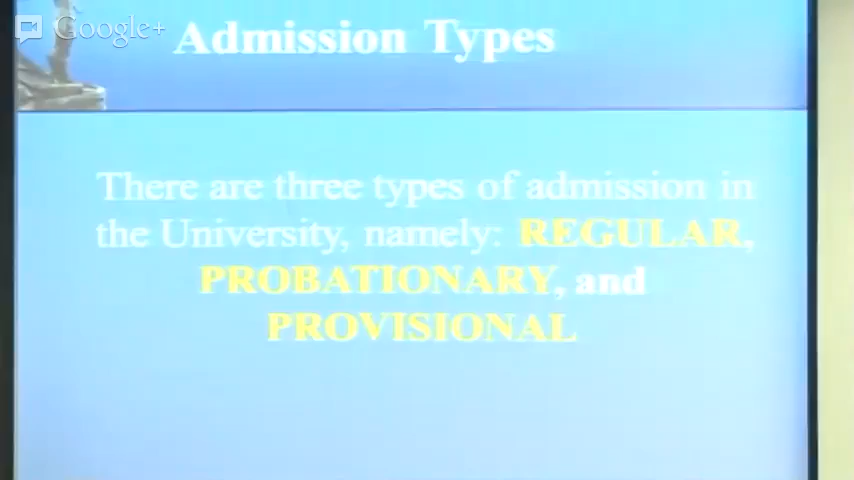 Google+
Admission Types
There are three types of admission in
the University, namely: REGULAR,
PROBATIONARY, and
PROVISIONAL